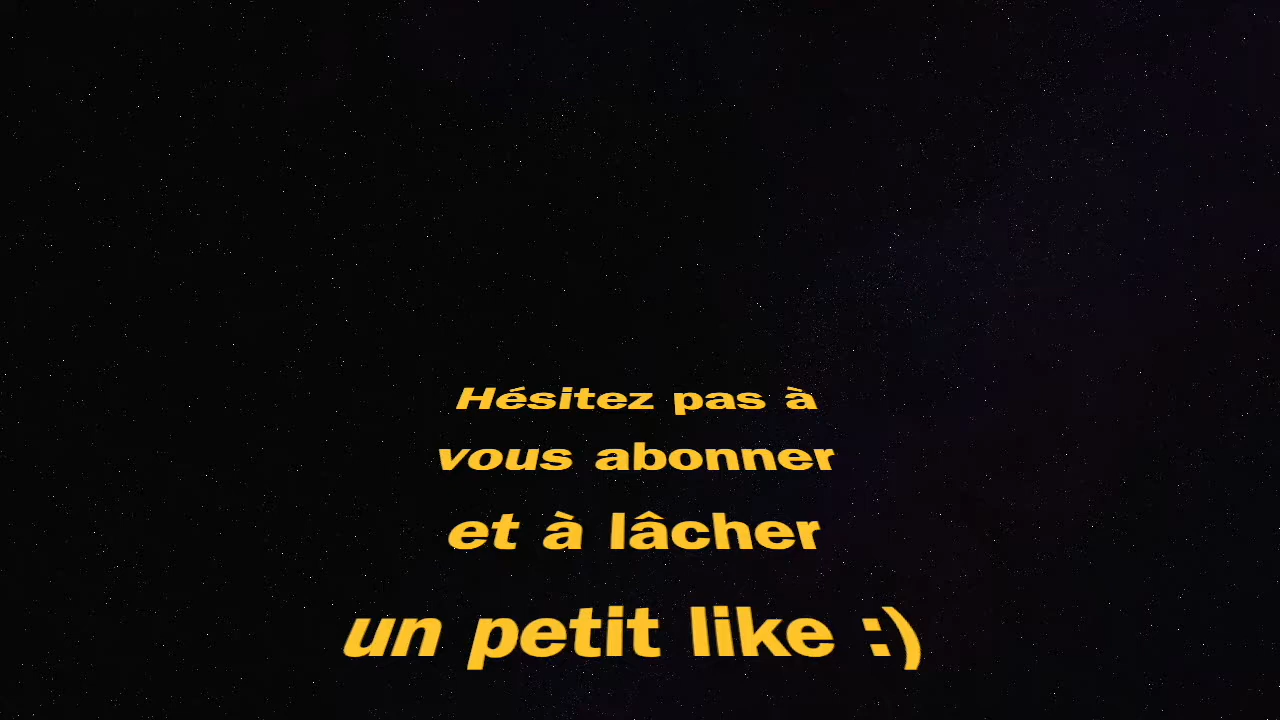 Hésitez pas à
vous abonner
et à lâcher
un petit like :)